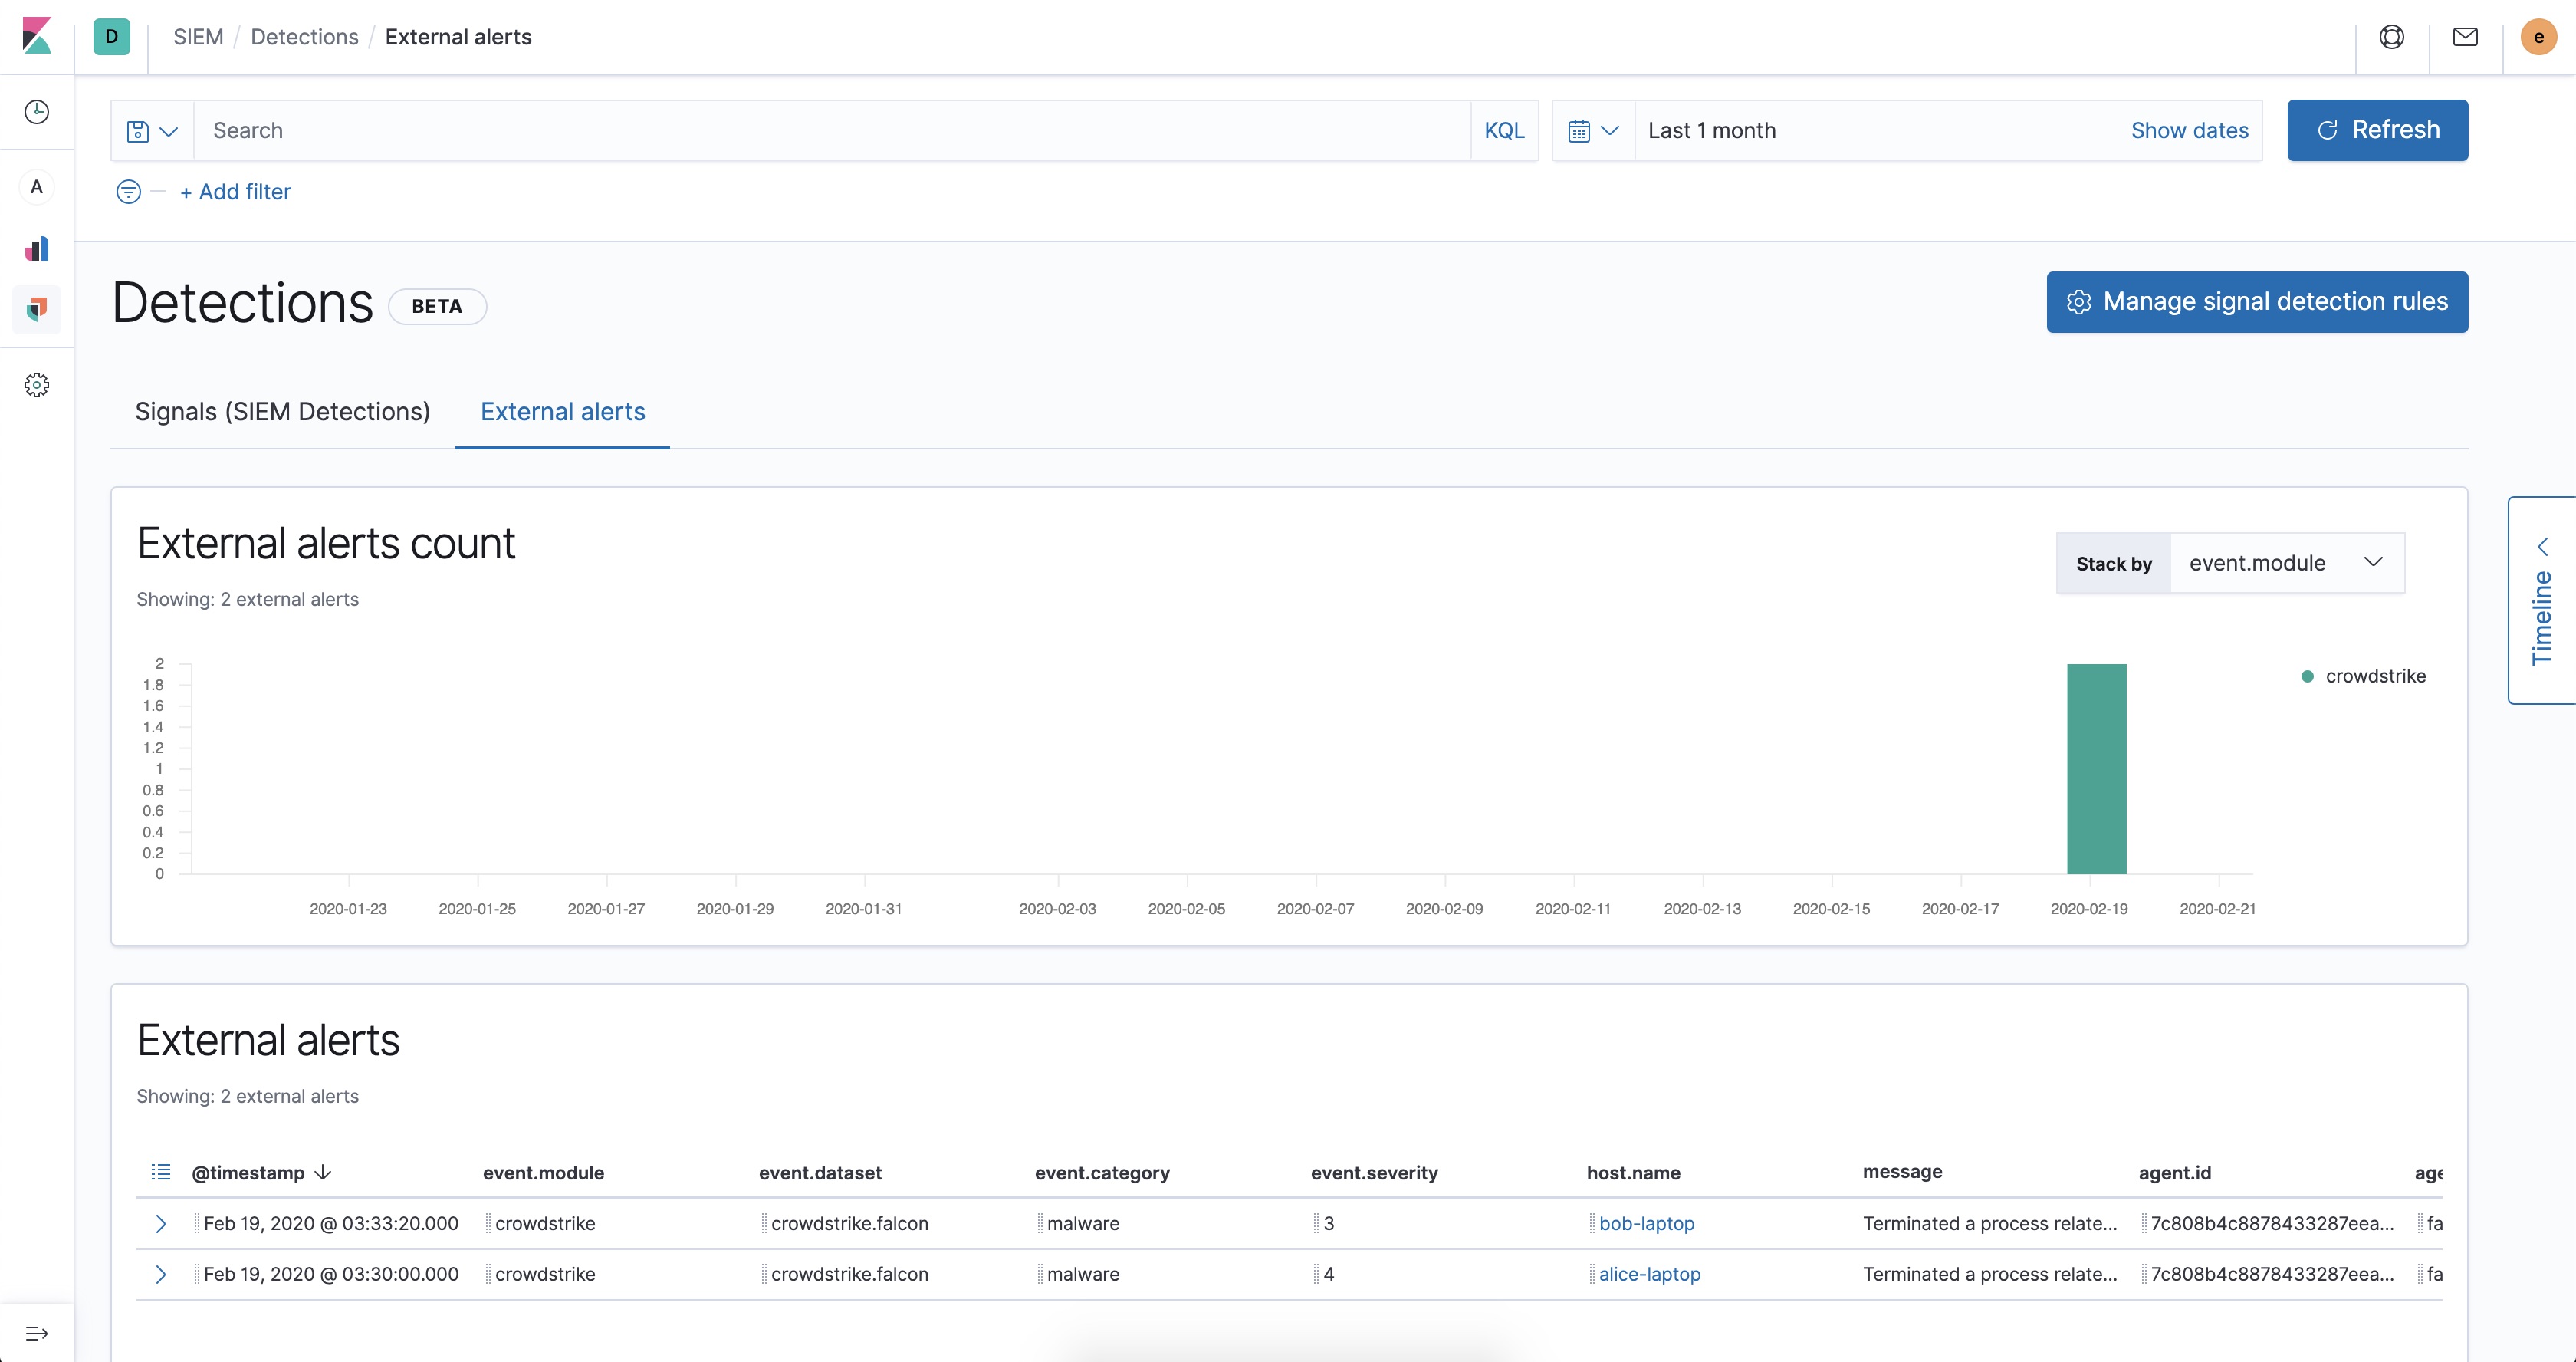 D SIEM / Detections / External alerts e
Search KQL Last 1 month Show dates Refresh
+ Add filter
A
Detections BETA Manage signal detection rules
Signals (SIEM Detections) External alerts
External alerts count
Stack by event.module
Showing: 2 external alerts
Timeline
crowdstrike
2
1.8
1.6
1.4
1.2
1
0.8
0.6
0.4
0.2
0
2020-01-23 2020-01-25 2020-01-27 2020-01-29 2020-01-31 2020-02-03 2020-02-05 2020-02-07 2020-02-09 2020-02-11 2020-02-13 2020-02-15 2020-02-17 2020-02-19 2020-02-21
External alerts
Showing: 2 external alerts
@timestamp event.module event.dataset event.category event.severity host.name message agent.id age
Feb 19, 2020 @ 03:33:20.000 crowdstrike crowdstrike.falcon malware 3 bob-laptop Terminated a process relate... 7c808b4c8878433287eea... fa
Feb 19, 2020 @ 03:30:00.000 crowdstrike crowdstrike.falcon malware 4 alice-laptop Terminated a process relate... 7c808b4c8878433287eea... fa